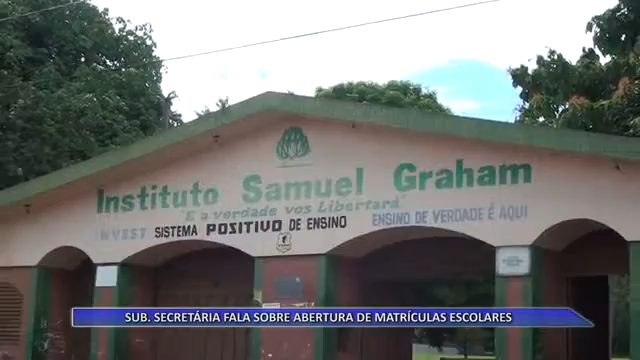 Instituto Samuel Graham
"E a verdade vos Libertará"
INVEST SISTEMA POSITIVO DE ENSINO ENSINO DE VERDADE É AQUI
SUB. SECRETÁRIA FALA SOBRE ABERTURA DE MATRÍCULAS ESCOLARES